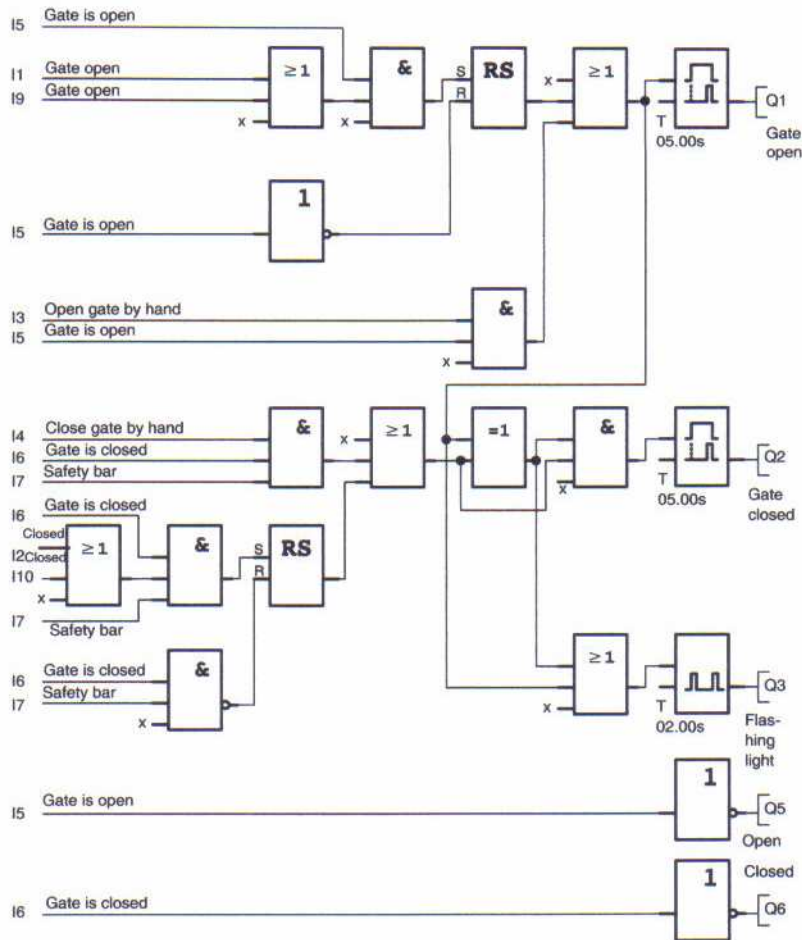 I5 Gate is open
I1 Gate open
I9 Gate open
x
≥1
x
&
S
R
RS
x
≥1
T
05.00s
Q1
Gate
open
I5 Gate is open
1
I3 Open gate by hand
I5 Gate is open
x
&
I4 Close gate by hand
I6 Gate is closed
I7 Safety bar
&
x
≥1
=1
&
x
T
05.00s
Q2
Gate
closed
I6 Gate is closed
Closed
I2 Closed
I10
x
≥1
I7 Safety bar
&
S
R
RS
I6 Gate is closed
I7 Safety bar
x
&
≥1
x
T
02.00s
Q3
Flas-
hing
light
I5 Gate is open
1
Q5
Open
I6 Gate is closed
1
Closed
Q6